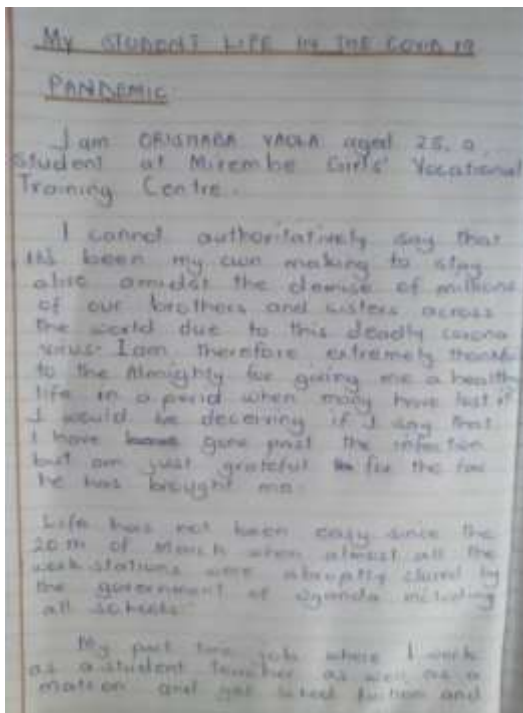 MY STUDENT LIFE IN THE COVID 19
PANDEMIC
I am ORISHABA aged 25, a
student at Mirembe Girls' Vocational
Training Centre.
I cannot authoritatively say that
its been my own making to stay
alive amidst the demise of millions
of our brothers and sisters across
the world due to this deadly corona
virus. I am therefore extremely
to the Almighty for giving me a healthy
life in a period when many have lost it
I would be deceiving if I say that
I have gone past the infection
but am just grateful for the far
he has brought me.
Life has not been easy since the
20th of March when almost all the
work stations were abruptly closed by
the government of Uganda including
all schools.
My part time job where I work
as a student teacher as well as a
matron and get school tuition and